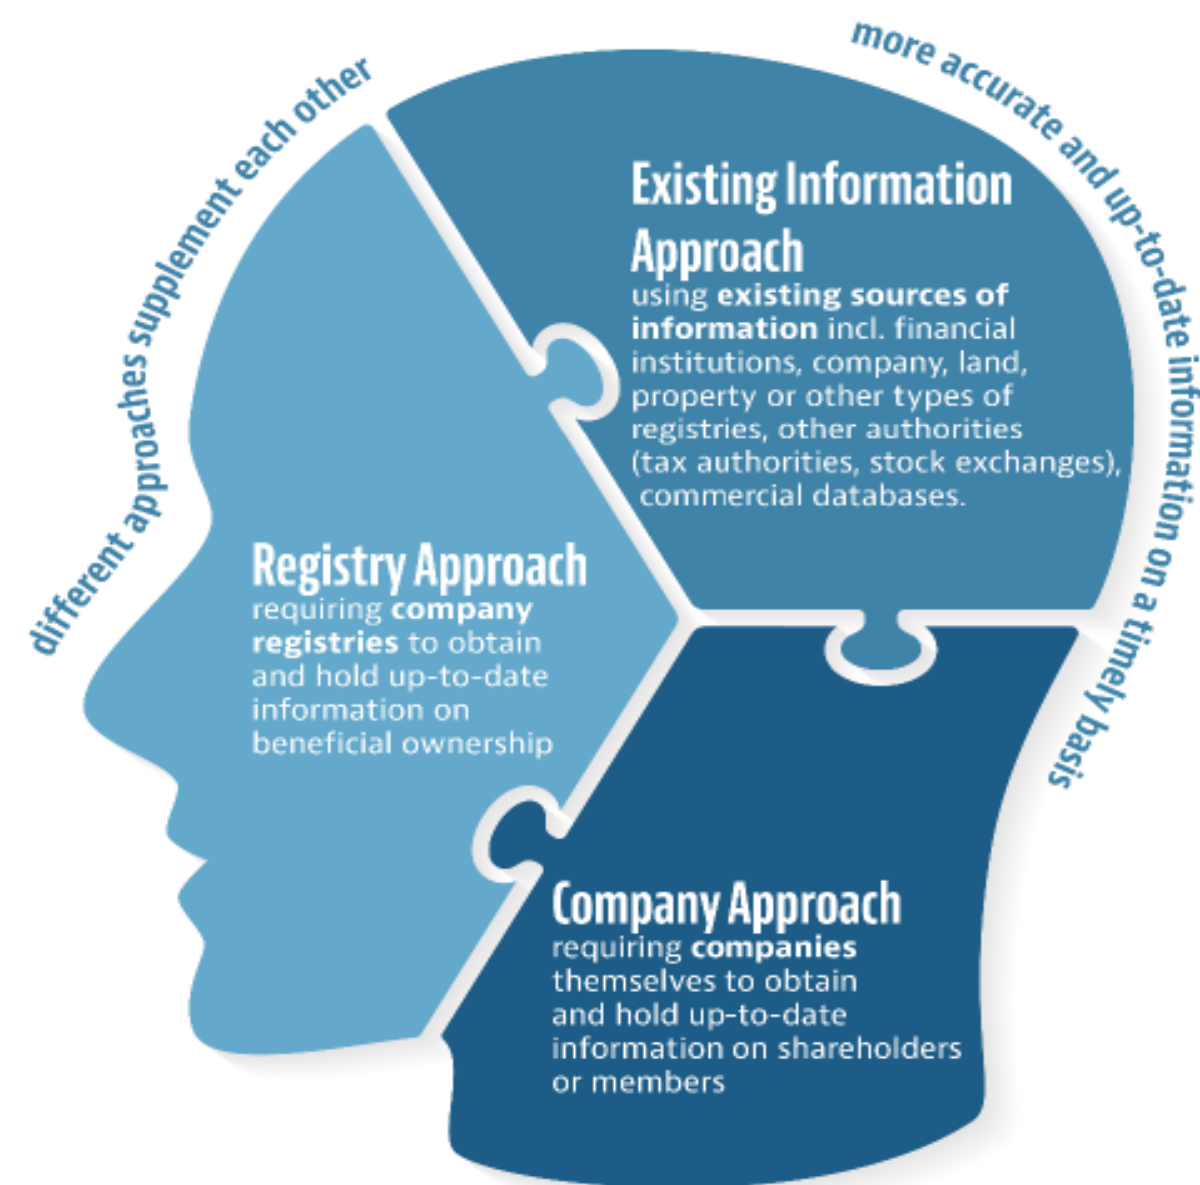 different approaches supplement each other
more accurate and up-to-date information on a timely basis
Existing Information
Approach
using existing sources of
information incl. financial
institutions, company, land,
property or other types of
registries, other authorities
(tax authorities, stock exchanges),
commercial databases.
Registry Approach
requiring company
registries to obtain
and hold up-to-date
information on
beneficial ownership
Company Approach
requiring companies
themselves to obtain
and hold up-to-date
information on shareholders
or members